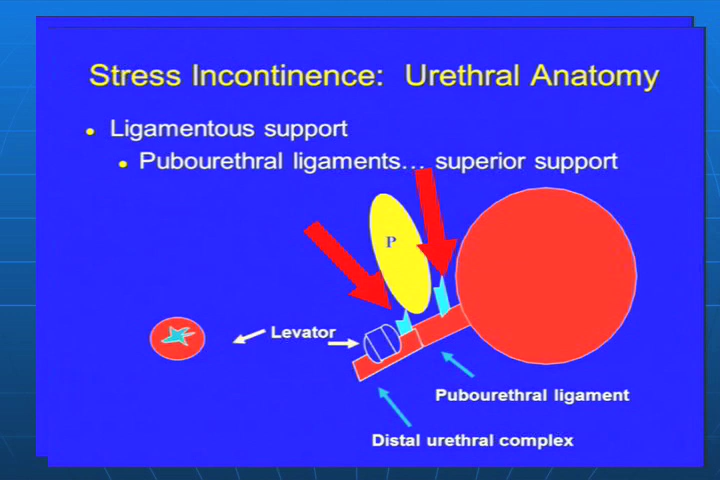 Stress Incontinence: Urethral Anatomy
Ligamentous support
Pubourethral ligaments… superior support
P
Levator
Pubourethral ligament
Distal urethral complex